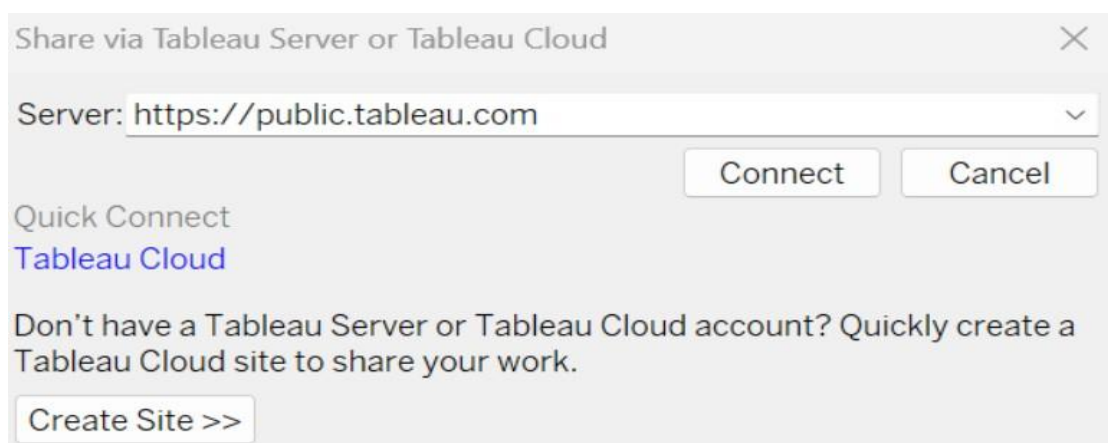 Share via Tableau Server or Tableau Cloud
Server: https://public.tableau.com
Connect Cancel
Quick Connect
Tableau Cloud
Don't have a Tableau Server or Tableau Cloud account? Quickly create a
Tableau Cloud site to share your work.
Create Site >>